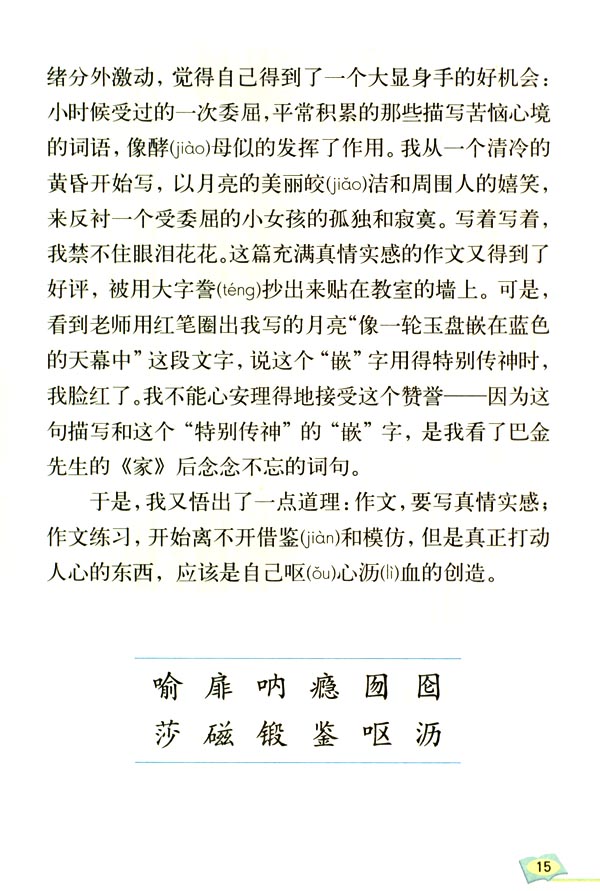 绪分外激动，觉得自己得到了一个大显身手的好机会：
小时候受过的一次委屈，平常积累的那些描写苦恼心境
的词语，像酵(jiào)母似的发挥了作用。我从一个清冷的
黄昏开始写，以月亮的美丽皎(jiǎo)洁和周围人的嬉笑，
来反衬一个受委屈的小女孩的孤独和寂寞。写着写着，
我禁不住眼泪花花。这篇充满真情实感的作文又得到了
好评，被用大字誊(téng)抄出来贴在教室的墙上。可是，
看到老师用红笔圈出我写的月亮“像一轮玉盘嵌在蓝色
的天幕中”这段文字，说这个“嵌”字用得特别传神时，
我脸红了。我不能心安理得地接受这个赞誉——因为这
句描写和这个“特别传神”的“嵌”字，是我看了巴金
先生的《家》后念念不忘的词句。
于是，我又悟出了一点道理：作文，要写真情实感；
作文练习，开始离不开借鉴(jiàn)和模仿，但是真正打动
人心的东西，应该是自己呕(ǒu)心沥(lì)血的创造。
喻 扉 呐 瘾 囫 囵
莎 磁 锻 鉴 呕 沥
15